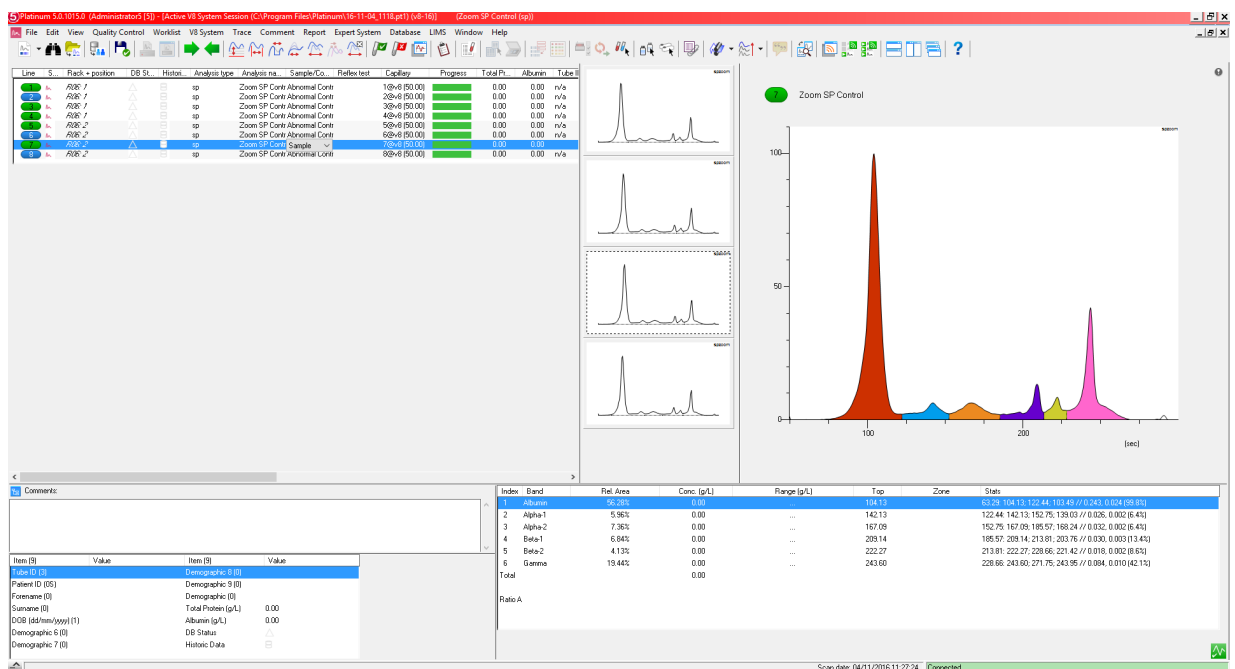 Platinum 5.0.1015.0 (Administrator5 [5]) - [Active V8 System Session (C:\Program Files\Platinum\16-11-04_1118.pt1) (v8-16)] (Zoom SP Control (sp))
File Edit View Quality Control Worklist V8 System Trace Comment Report Expert System Database LIMS Window Help
Line S... Rack + position DB St... Histori... Analysis type Analysis na... Sample/Co... Reflex test Capillary Progress Total Pr... Albumin Tube II
1 R06: 1 sp Zoom SP Contr Abnormal Contr 1@v8 (50.00) 0.00 0.00 n/a
2 R06: 1 sp Zoom SP Contr Abnormal Contr 2@v8 (50.00) 0.00 0.00 n/a
3 R06: 1 sp Zoom SP Contr Abnormal Contr 3@v8 (50.00) 0.00 0.00 n/a
4 R06: 1 sp Zoom SP Contr Abnormal Contr 4@v8 (50.00) 0.00 0.00 n/a
5 R06: 2 sp Zoom SP Contr Abnormal Contr 5@v8 (50.00) 0.00 0.00 n/a
6 R06: 2 sp Zoom SP Contr Abnormal Contr 6@v8 (50.00) 0.00 0.00 n/a
7 R06: 2 sp Zoom SP Contr Sample 7@v8 (50.00) 0.00 0.00 n/a
8 R06: 2 sp Zoom SP Contr Abnormal Contr 8@v8 (50.00) 0.00 0.00 n/a
7 Zoom SP Control
100
50
0
100 200
(sec)
Comments:
Item (9) Value Item (9) Value
Tube ID (3) Demographic 8 (0)
Patient ID (OS) Demographic 9 (0)
Forename (0) Demographic (0)
Surname (0) Total Protein (g/L) 0.00
DOB (dd/mm/yyyy) (1) Albumin (g/L) 0.00
Demographic 6 (0) DB Status
Demographic 7 (0) Historic Data
Index Band Rel. Area Conc. (g/L) Range (g/L) Top Zone Stats
1 Albumin 56.28% 0.00 ... 104.13 63.29; 104.13; 122.44; 103.49 // 0.243, 0.024 (99.8%)
2 Alpha-1 5.96% 0.00 ... 142.13 122.44; 142.13; 152.75; 139.03 // 0.026, 0.002 (6.4%)
3 Alpha-2 7.36% 0.00 ... 167.09 152.75; 167.09; 185.57; 168.24 // 0.032, 0.002 (6.4%)
4 Beta-1 6.84% 0.00 ... 209.14 185.57; 209.14; 213.81; 203.76 // 0.030, 0.003 (13.4%)
5 Beta-2 4.13% 0.00 ... 222.27 213.81; 222.27; 228.66; 221.42 // 0.018, 0.002 (8.6%)
6 Gamma 19.44% 0.00 ... 243.60 228.66; 243.60; 271.75; 243.95 // 0.084, 0.010 (42.1%)
Total 0.00
Ratio A
Scan date: 04/11/2016 11:27:24 Connected